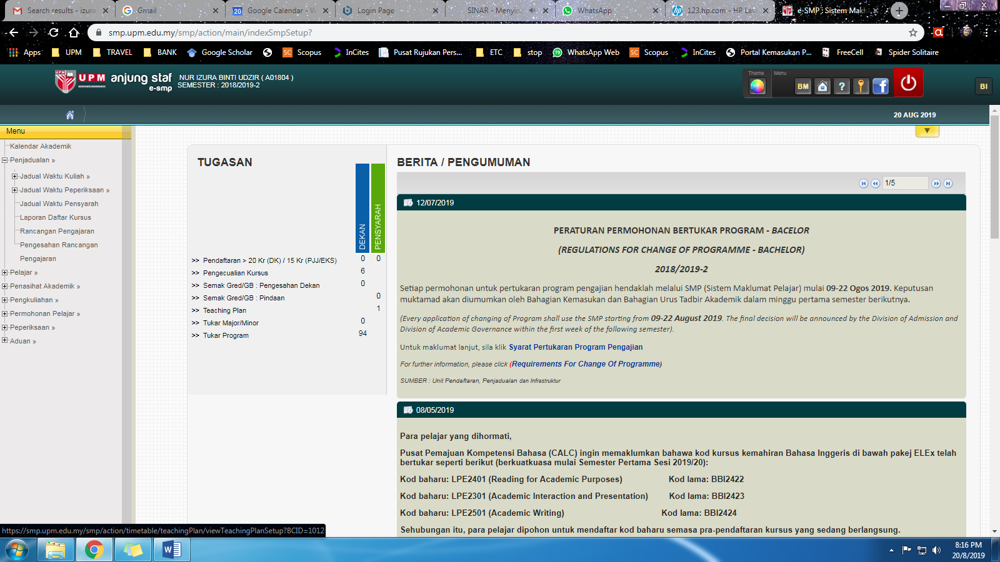 Search results - izura
Gmail
Google Calendar - W
Login Page
SINAR - Menyin
WhatsApp
123.hp.com - HP Las
e-SMP : Sistem Mak
smp.upm.edu.my/smp/action/main/indexSmpSetup?
Apps UPM TRAVEL BANK Google Scholar Scopus InCites Pusat Rujukan Pers... ETC stop WhatsApp Web Scopus InCites Portal Kemasukan P... FreeCell Spider Solitaire
UPM anjung staf
e-smp
NUR IZURA BINTI UDZIR ( A01804 )
SEMESTER : 2018/2019-2
Theme
Menu
BM
?
f
BI
20 AUG 2019
Menu
Kalendar Akademik
Penjadualan »
Jadual Waktu Kuliah »
Jadual Waktu Peperiksaan »
Jadual Waktu Pensyarah
Laporan Daftar Kursus
Rancangan Pengajaran
Pengesahan Rancangan
Pengajaran
Pelajar »
Penasihat Akademik »
Pengkuliahan »
Permohonan Pelajar »
Peperiksaan »
Aduan »
TUGASAN
DEKAN
PENSYARAH
>> Pendaftaran > 20 Kr (DK) / 15 Kr (PJJ/EKS) 0 0
>> Pengecualian Kursus 6
>> Semak Gred/GB : Pengesahan Dekan 0
>> Semak Gred/GB : Pindaan 0
>> Teaching Plan 1
>> Tukar Major/Minor 0
>> Tukar Program 94
BERITA / PENGUMUMAN
1/5
12/07/2019
PERATURAN PERMOHONAN BERTUKAR PROGRAM - BACELOR
(REGULATIONS FOR CHANGE OF PROGRAMME - BACHELOR)
2018/2019-2
Setiap permohonan untuk pertukaran program pengajian hendaklah melalui SMP (Sistem Maklumat Pelajar) mulai 09-22 Ogos 2019. Keputusan
muktamad akan diumumkan oleh Bahagian Kemasukan dan Bahagian Urus Tadbir Akademik dalam minggu pertama semester berikutnya.
(Every application of changing of Program shall use the SMP starting from 09-22 August 2019. The final decision will be announced by the Division of Admission and
Division of Academic Governance within the first week of the following semester).
Untuk maklumat lanjut, sila klik Syarat Pertukaran Program Pengajian
For further information, please click (Requirements For Change Of Programme)
SUMBER : Unit Pendaftaran, Penjadualan dan Infrastruktur
08/05/2019
Para pelajar yang dihormati,
Pusat Pemajuan Kompetensi Bahasa (CALC) ingin memaklumkan bahawa kod kursus kemahiran Bahasa Inggeris di bawah pakej ELEx telah
bertukar seperti berikut (berkuatkuasa mulai Semester Pertama Sesi 2019/20):
Kod baharu: LPE2401 (Reading for Academic Purposes) Kod lama: BBI2422
Kod baharu: LPE2301 (Academic Interaction and Presentation) Kod lama: BBI2423
Kod baharu: LPE2501 (Academic Writing) Kod lama: BBI2424
Sehubungan itu, para pelajar dipohon untuk mendaftar kod baharu semasa pra-pendaftaran kursus yang sedang berlangsung.
https://smp.upm.edu.my/smp/action/timetable/teachingPlan/viewTeachingPlanSetup?BCID=1012
8:16 PM
20/8/2019